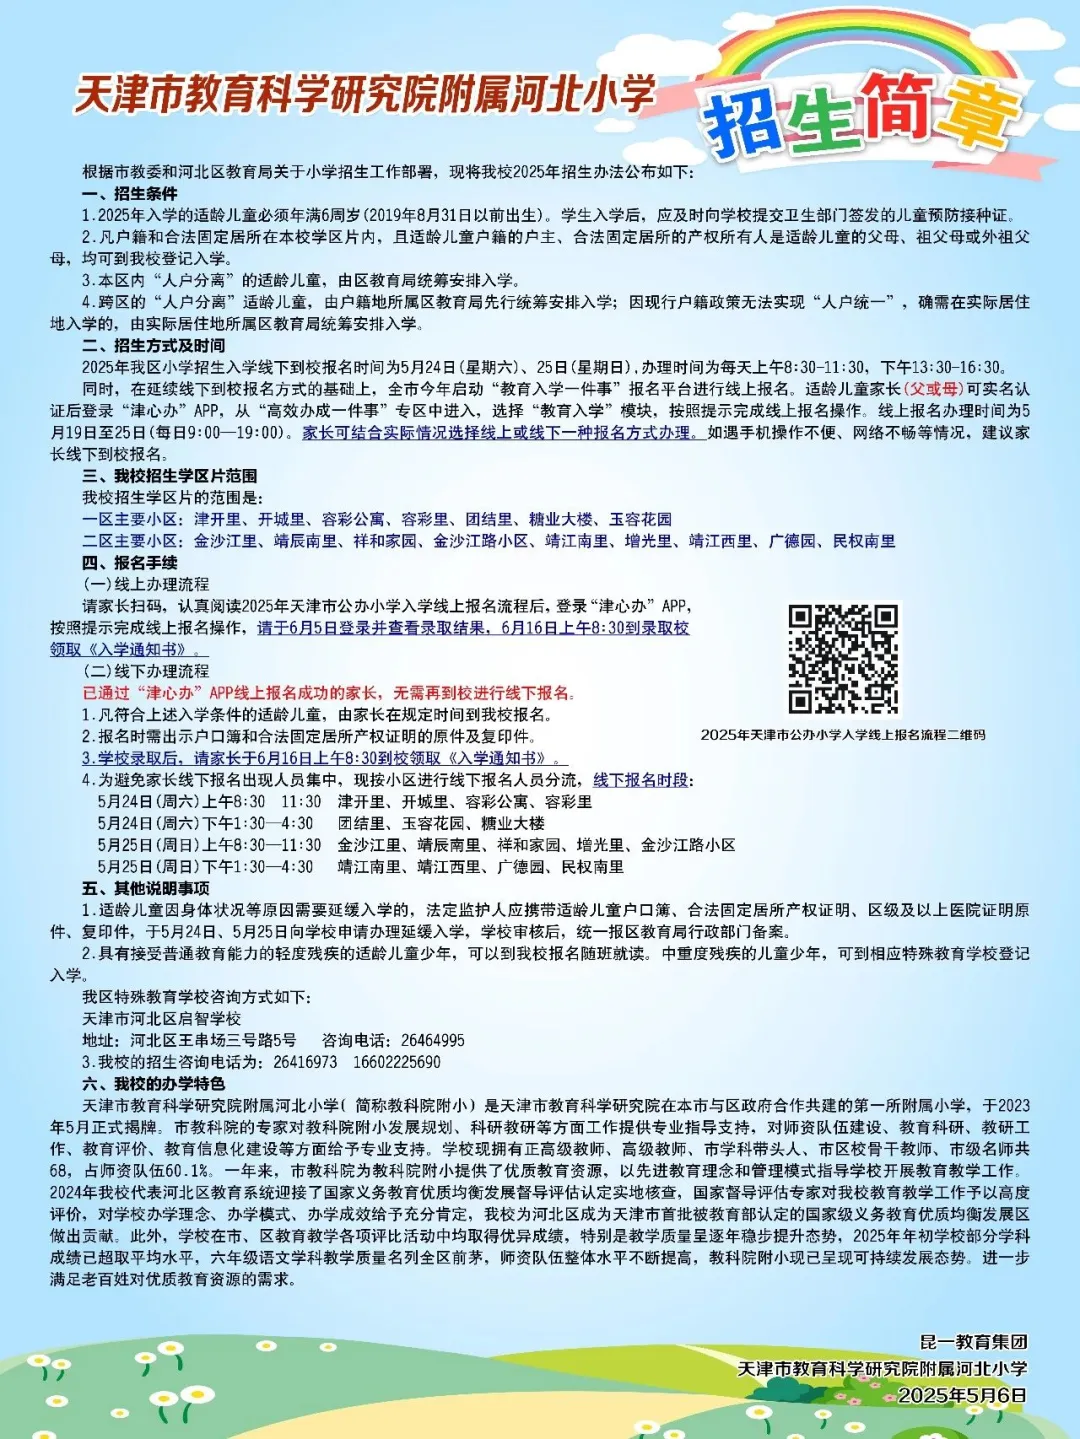 天津市教育科学研究院附属河北小学
招生简章
根据市教委和河北区教育局关于小学招生工作部署，现将我校2025年招生办法公布如下：
一、招生条件
1.2025年入学的适龄儿童必须年满6周岁(2019年8月31日以前出生)。学生入学后，应及时向学校提交卫生部门签发的儿童预防接种证。
2.凡户籍和合法固定居所在本校学区片内，且适龄儿童户籍的户主、合法固定居所的产权所有人是适龄儿童的父母、祖父母或外祖父
母，均可到我校登记入学。
3.本区内“人户分离”的适龄儿童，由区教育局统筹安排入学。
4.跨区的“人户分离”适龄儿童，由户籍地所属区教育局先行统筹安排入学；因现行户籍政策无法实现“人户统一”，确需在实际居住
地入学的，由实际居住地所属区教育局统筹安排入学。
二、招生方式及时间
2025年我区小学招生入学线下到校报名时间为5月24日(星期六)、25日(星期日)，办理时间为每天上午8:30-11:30，下午13:30-16:30。
同时，在延续线下到校报名方式的基础上，全市今年启动“教育入学一件事”报名平台进行线上报名。适龄儿童家长(父或母)可实名认
证后登录“津心办”APP，从“高效办成一件事”专区中进入，选择“教育入学”模块，按照提示完成线上报名操作。线上报名办理时间为5
月19日至25日(每日9:00—19:00)。家长可结合实际情况选择线上或线下一种报名方式办理。如遇手机操作不便、网络不畅等情况，建议家
长线下到校报名。
三、我校招生学区片范围
我校招生学区片的范围是：
一区主要小区：津开里、开城里、容彩公寓、容彩里、团结里、糖业大楼、玉容花园
二区主要小区：金沙江里、靖辰南里、祥和家园、金沙江路小区、靖江南里、增光里、靖江西里、广德园、民权南里
四、报名手续
(一)线上办理流程
请家长扫码，认真阅读2025年天津市公办小学入学线上报名流程后，登录“津心办”APP，
按照提示完成线上报名操作，请于6月5日登录并查看录取结果，6月16日上午8:30到录取校
领取《入学通知书》。
(二)线下办理流程
已通过“津心办”APP线上报名成功的家长，无需再到校进行线下报名。
1.凡符合上述入学条件的适龄儿童，由家长在规定时间到我校报名。
2.报名时需出示户口簿和合法固定居所产权证明的原件及复印件。
2025年天津市公办小学入学线上报名流程二维码
3.学校录取后，请家长于6月16日上午8:30到校领取《入学通知书》。
4.为避免家长线下报名出现人员集中，现按小区进行线下报名人员分流，线下报名时段：
5月24日(周六)上午8:30 11:30 津开里、开城里、容彩公寓、容彩里
5月24日(周六)下午1:30—4:30 团结里、玉容花园、糖业大楼
5月25日(周日)上午8:30—11:30 金沙江里、靖辰南里、祥和家园、增光里、金沙江路小区
5月25日(周日)下午1:30—4:30 靖江南里、靖江西里、广德园、民权南里
五、其他说明事项
1.适龄儿童因身体状况等原因需要延缓入学的，法定监护人应携带适龄儿童户口簿、合法固定居所产权证明、区级及以上医院证明原
件、复印件，于5月24日、5月25日向学校申请办理延缓入学，学校审核后，统一报区教育局行政部门备案。
2.具有接受普通教育能力的轻度残疾的适龄儿童少年，可以到我校报名随班就读。中重度残疾的儿童少年，可到相应特殊教育学校登记
入学。
我区特殊教育学校咨询方式如下：
天津市河北区启智学校
地址：河北区王串场三号路5号 咨询电话：26464995
3.我校的招生咨询电话为：26416973 16602225690
六、我校的办学特色
天津市教育科学研究院附属河北小学(简称教科院附小)是天津市教育科学研究院在本市与区政府合作共建的第一所附属小学，于2023
年5月正式揭牌。市教科院的专家对教科院附小发展规划、科研教研等方面工作提供专业指导支持，对师资队伍建设、教育科研、教研工
作、教育评价、教育信息化建设等方面给予专业支持。学校现拥有正高级教师、高级教师、市学科带头人、市区校骨干教师、市级名师共
68，占师资队伍60.1%。一年来，市教科院为教科院附小提供了优质教育资源，以先进教育理念和管理模式指导学校开展教育教学工作。
2024年我校代表河北区教育系统迎接了国家义务教育优质均衡发展督导评估认定实地核查，国家督导评估专家对我校教育教学工作予以高度
评价，对学校办学理念、办学模式、办学成效给予充分肯定，我校为河北区成为天津市首批被教育部认定的国家级义务教育优质均衡发展区
做出贡献。此外，学校在市、区教育教学各项评比活动中均取得优异成绩，特别是教学质量呈逐年稳步提升态势，2025年年初学校部分学科
成绩已超取平均水平，六年级语文学科教学质量名列全区前茅，师资队伍整体水平不断提高，教科院附小现已呈现可持续发展态势。进一步
满足老百姓对优质教育资源的需求。
昆一教育集团
天津市教育科学研究院附属河北小学
2025年5月6日